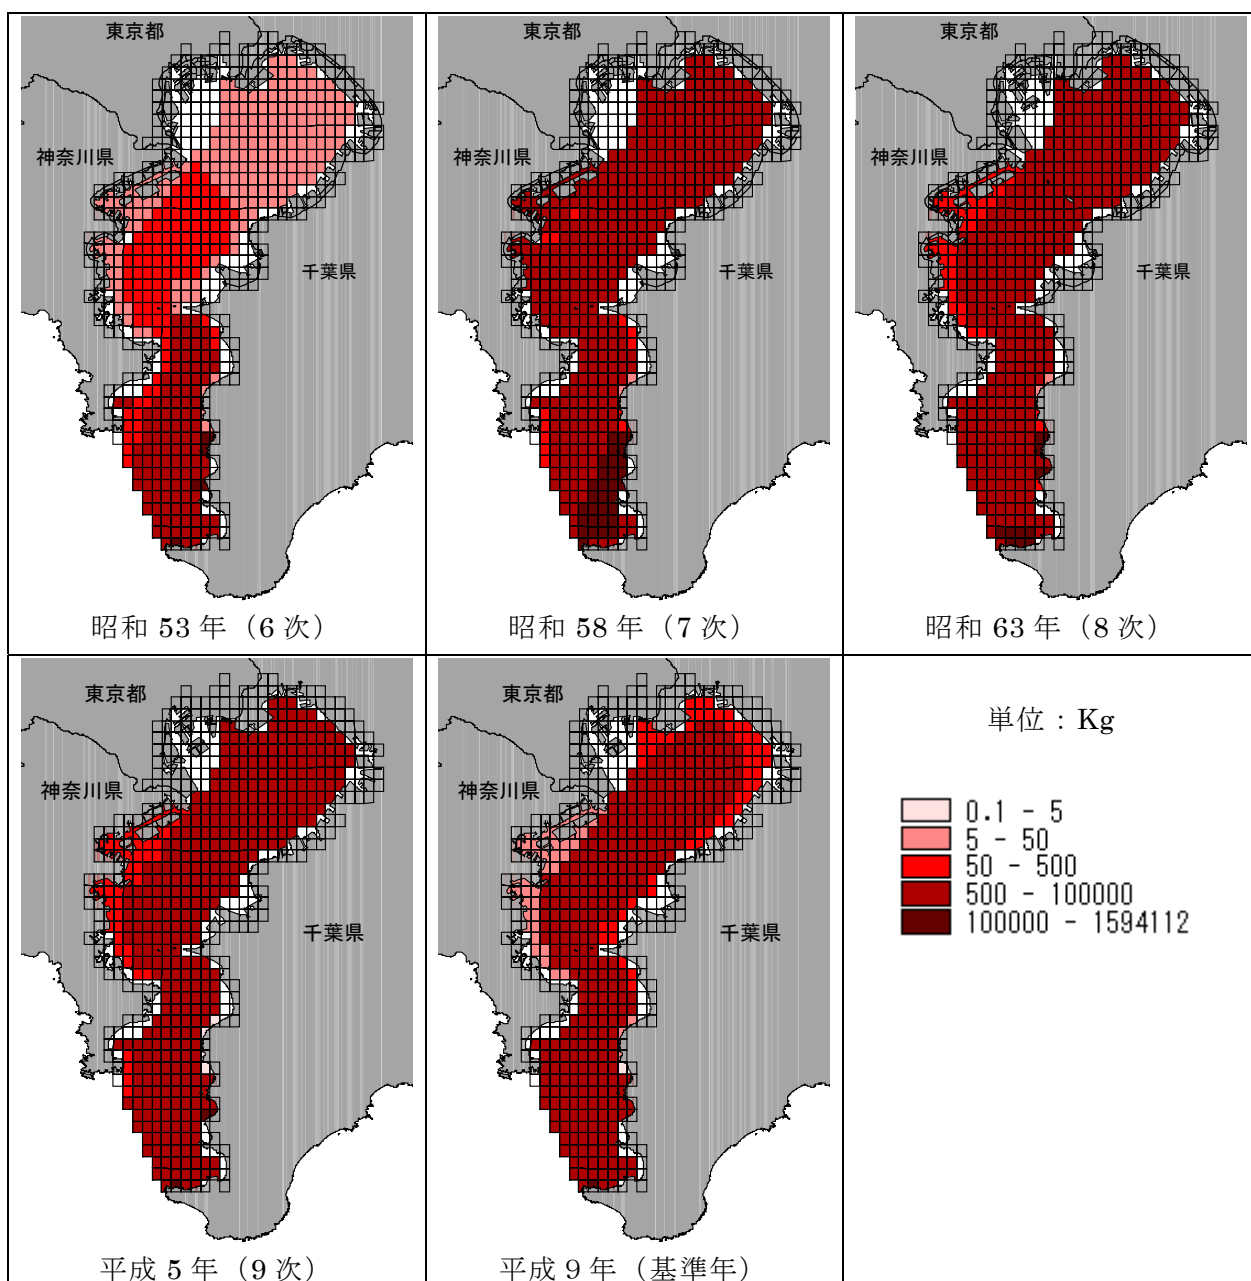 東京都
神奈川県
千葉県
昭和 53 年（6 次）
東京都
神奈川県
千葉県
昭和 58 年（7 次）
東京都
神奈川県
千葉県
昭和 63 年（8 次）
東京都
神奈川県
千葉県
平成 5 年（9 次）
東京都
神奈川県
千葉県
平成 9 年（基準年）
単位：Kg
0.1 - 5
5 - 50
50 - 500
500 - 100000
100000 - 1594112